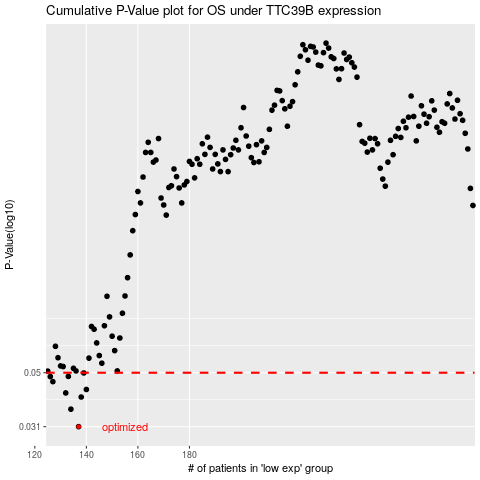 Cumulative P-Value plot for OS under TTC39B expression
P-Value(log10)
0.05
0.031
optimized
120 140 160 180
# of patients in 'low exp' group